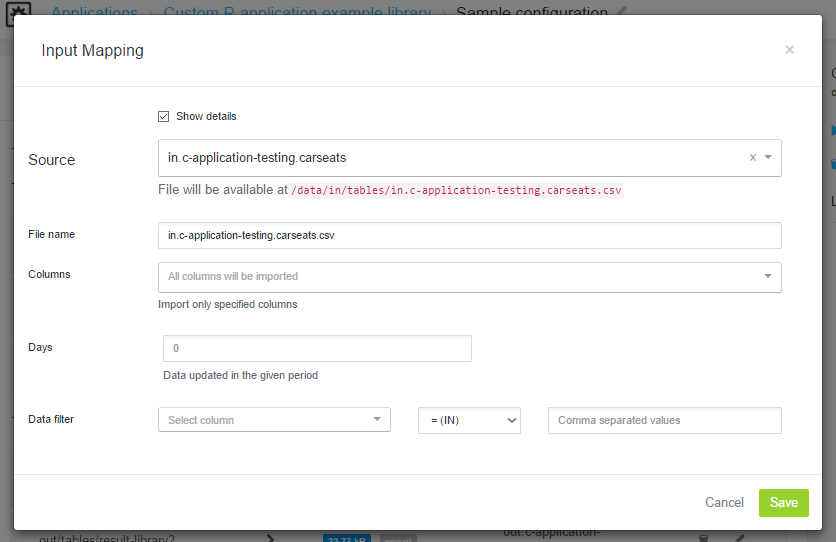 Applications > Custom R application example library > Sample configuration
Input Mapping
×
Show details
Source
in.c-application-testing.carseats
x
File will be available at /data/in/tables/in.c-application-testing.carseats.csv
File name
in.c-application-testing.carseats.csv
Columns
All columns will be imported
Import only specified columns
Days
0
Data updated in the given period
Data filter
Select column
= (IN)
Comma separated values
Cancel
Save
out/tables/result-library2
out.c-application-